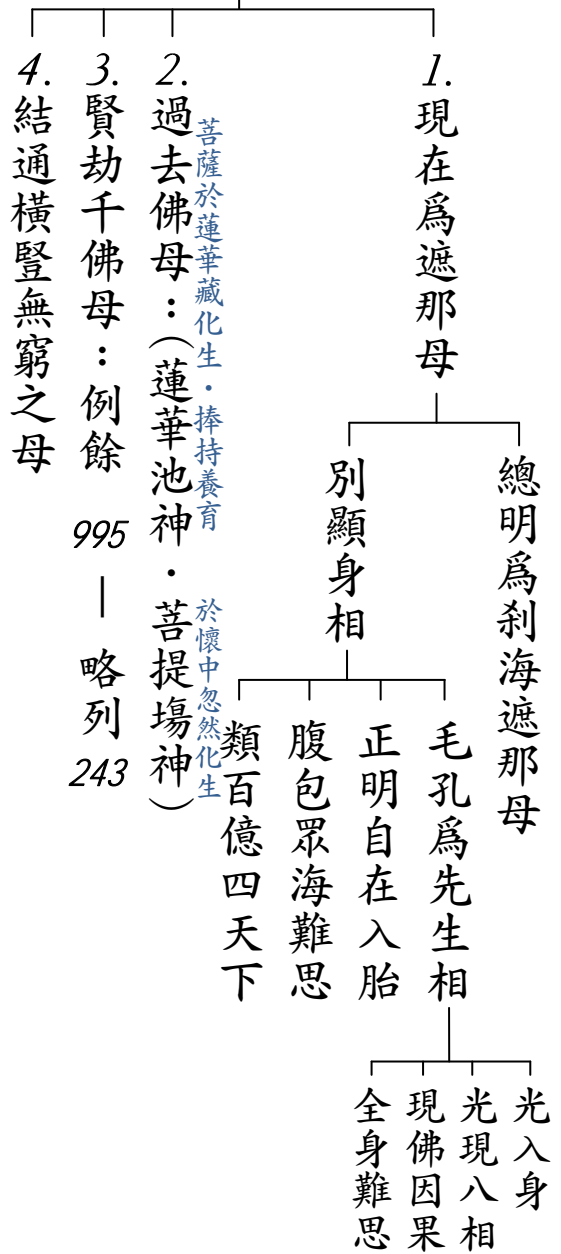 1. 現在爲遮那母
總明爲剎海遮那母
別顯身相
毛孔爲先生相
光入身
光現八相
現佛因果
全身難思
正明自在入胎
腹包眾海難思
類百億四天下
菩薩於蓮華藏化生・捧持養育
於懷中忽然化生
2. 過去佛母：（蓮華池神・菩提場神）
3. 賢劫千佛母：例餘 995 — 略列 243
4. 結通橫豎無窮之母